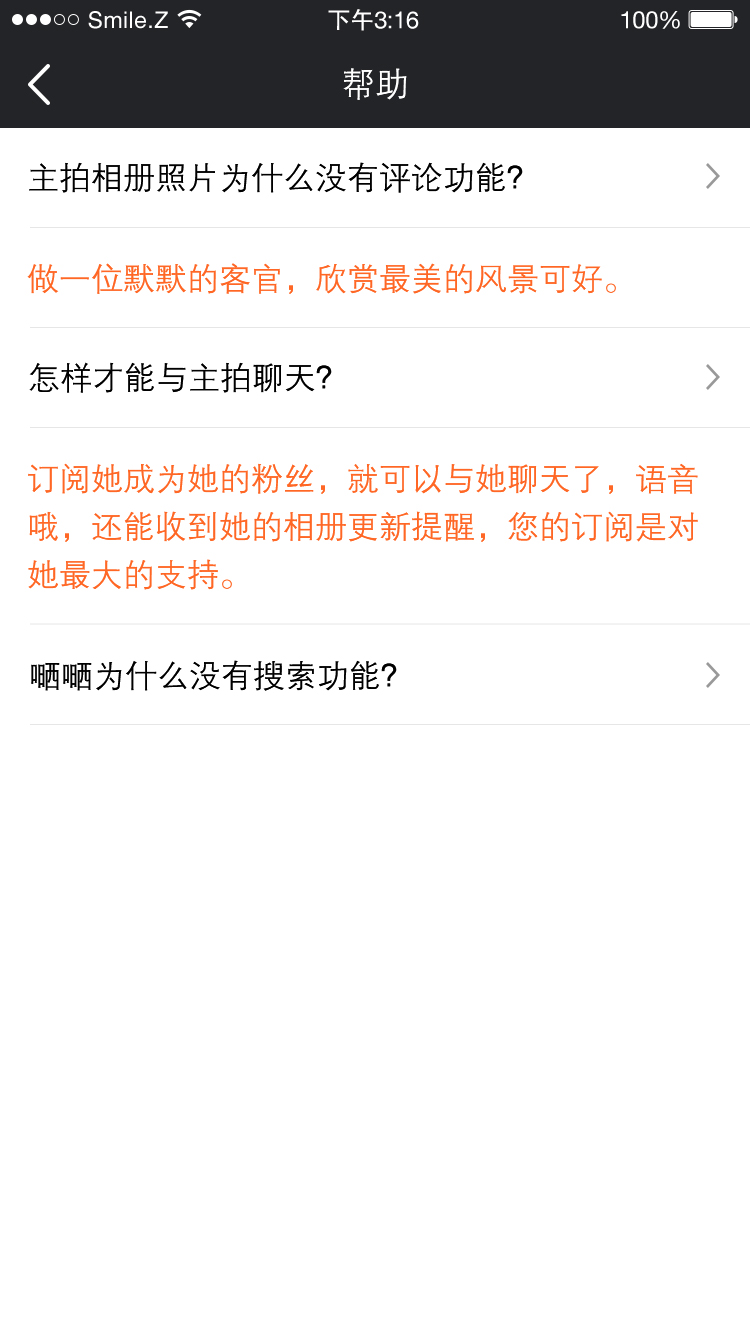 Smile.Z 下午3:16 100%
帮助
主拍相册照片为什么没有评论功能?
做一位默默的客官，欣赏最美的风景可好。
怎样才能与主拍聊天?
订阅她成为她的粉丝，就可以与她聊天了，语音
哦，还能收到她的相册更新提醒，您的订阅是对
她最大的支持。
嗮嗮为什么没有搜索功能?